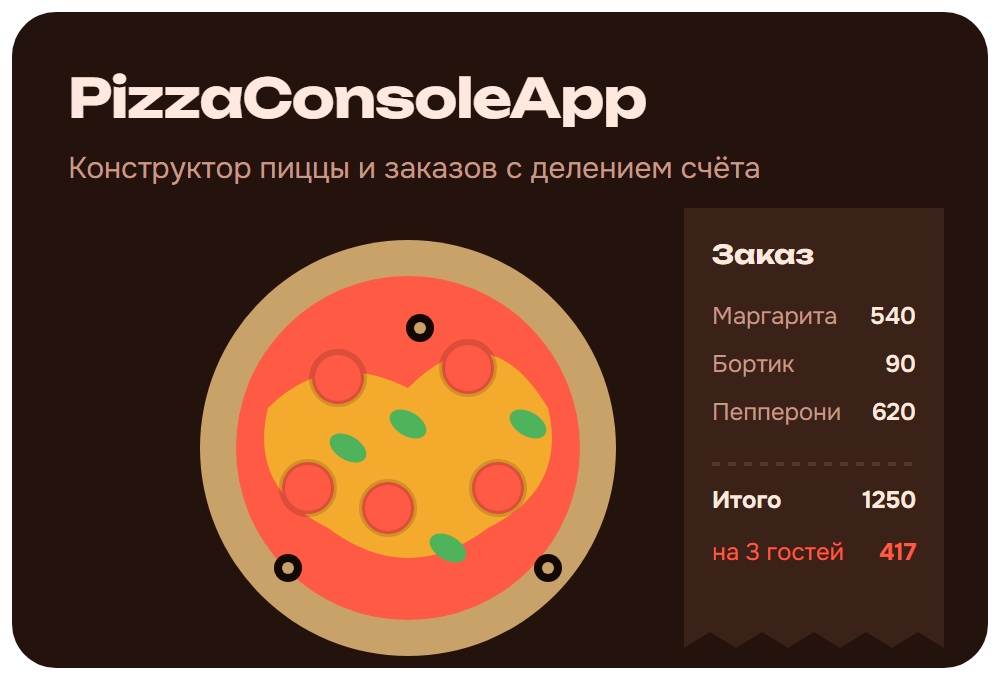 PizzaConsoleApp
Конструктор пиццы и заказов с делением счёта
Заказ
Маргарита 540
Бортик 90
Пепперони 620
Итого 1250
на 3 гостей 417